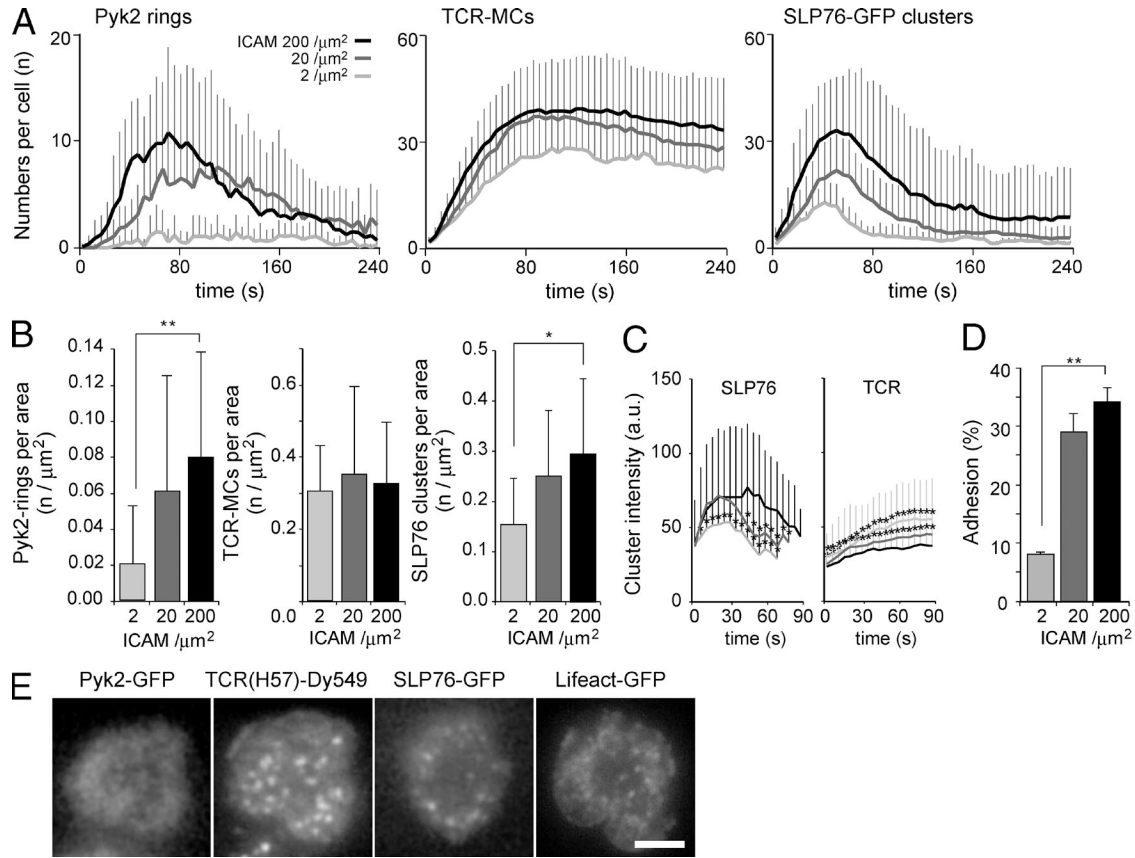 A
Pyk2 rings
TCR-MCs
SLP76-GFP clusters
Numbers per cell (n)
20
10
0
ICAM 200 /μm²
20 /μm²
2 /μm²
0 80 160 240
time (s)
60
30
0
0 80 160 240
time (s)
60
30
0
0 80 160 240
time (s)
B
Pyk2-rings per area
(n / μm²)
0.14
0.12
0.10
0.08
0.06
0.04
0.02
0.00
**
2 20 200
ICAM /μm²
TCR-MCs per area
(n / μm²)
0.6
0.4
0.2
0.0
2 20 200
ICAM /μm²
SLP76 clusters per area
(n / μm²)
0.5
0.4
0.3
0.2
0.1
0.0
*
2 20 200
ICAM /μm²
C
Cluster intensity (a.u.)
150
100
50
0
SLP76
0 30 60 90
time (s)
TCR
0 30 60 90
time (s)
D
Adhesion (%)
40
30
20
10
0
**
2 20 200
ICAM /μm²
E
Pyk2-GFP
TCR(H57)-Dy549
SLP76-GFP
Lifeact-GFP